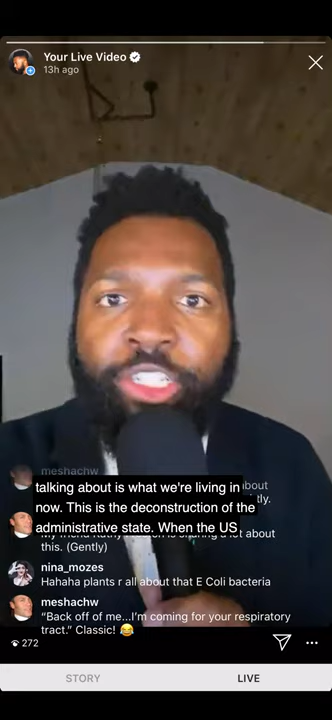 Your Live Video
13h ago
meshachw
talking about is what we're living in
now. This is the deconstruction of the
administrative state. When the US
this. (Gently)
nina_mozes
Hahaha plants r all about that E Coli bacteria
meshachw
“Back off of me...I’m coming for your respiratory
tract.” Classic! 😂
272
STORY
LIVE